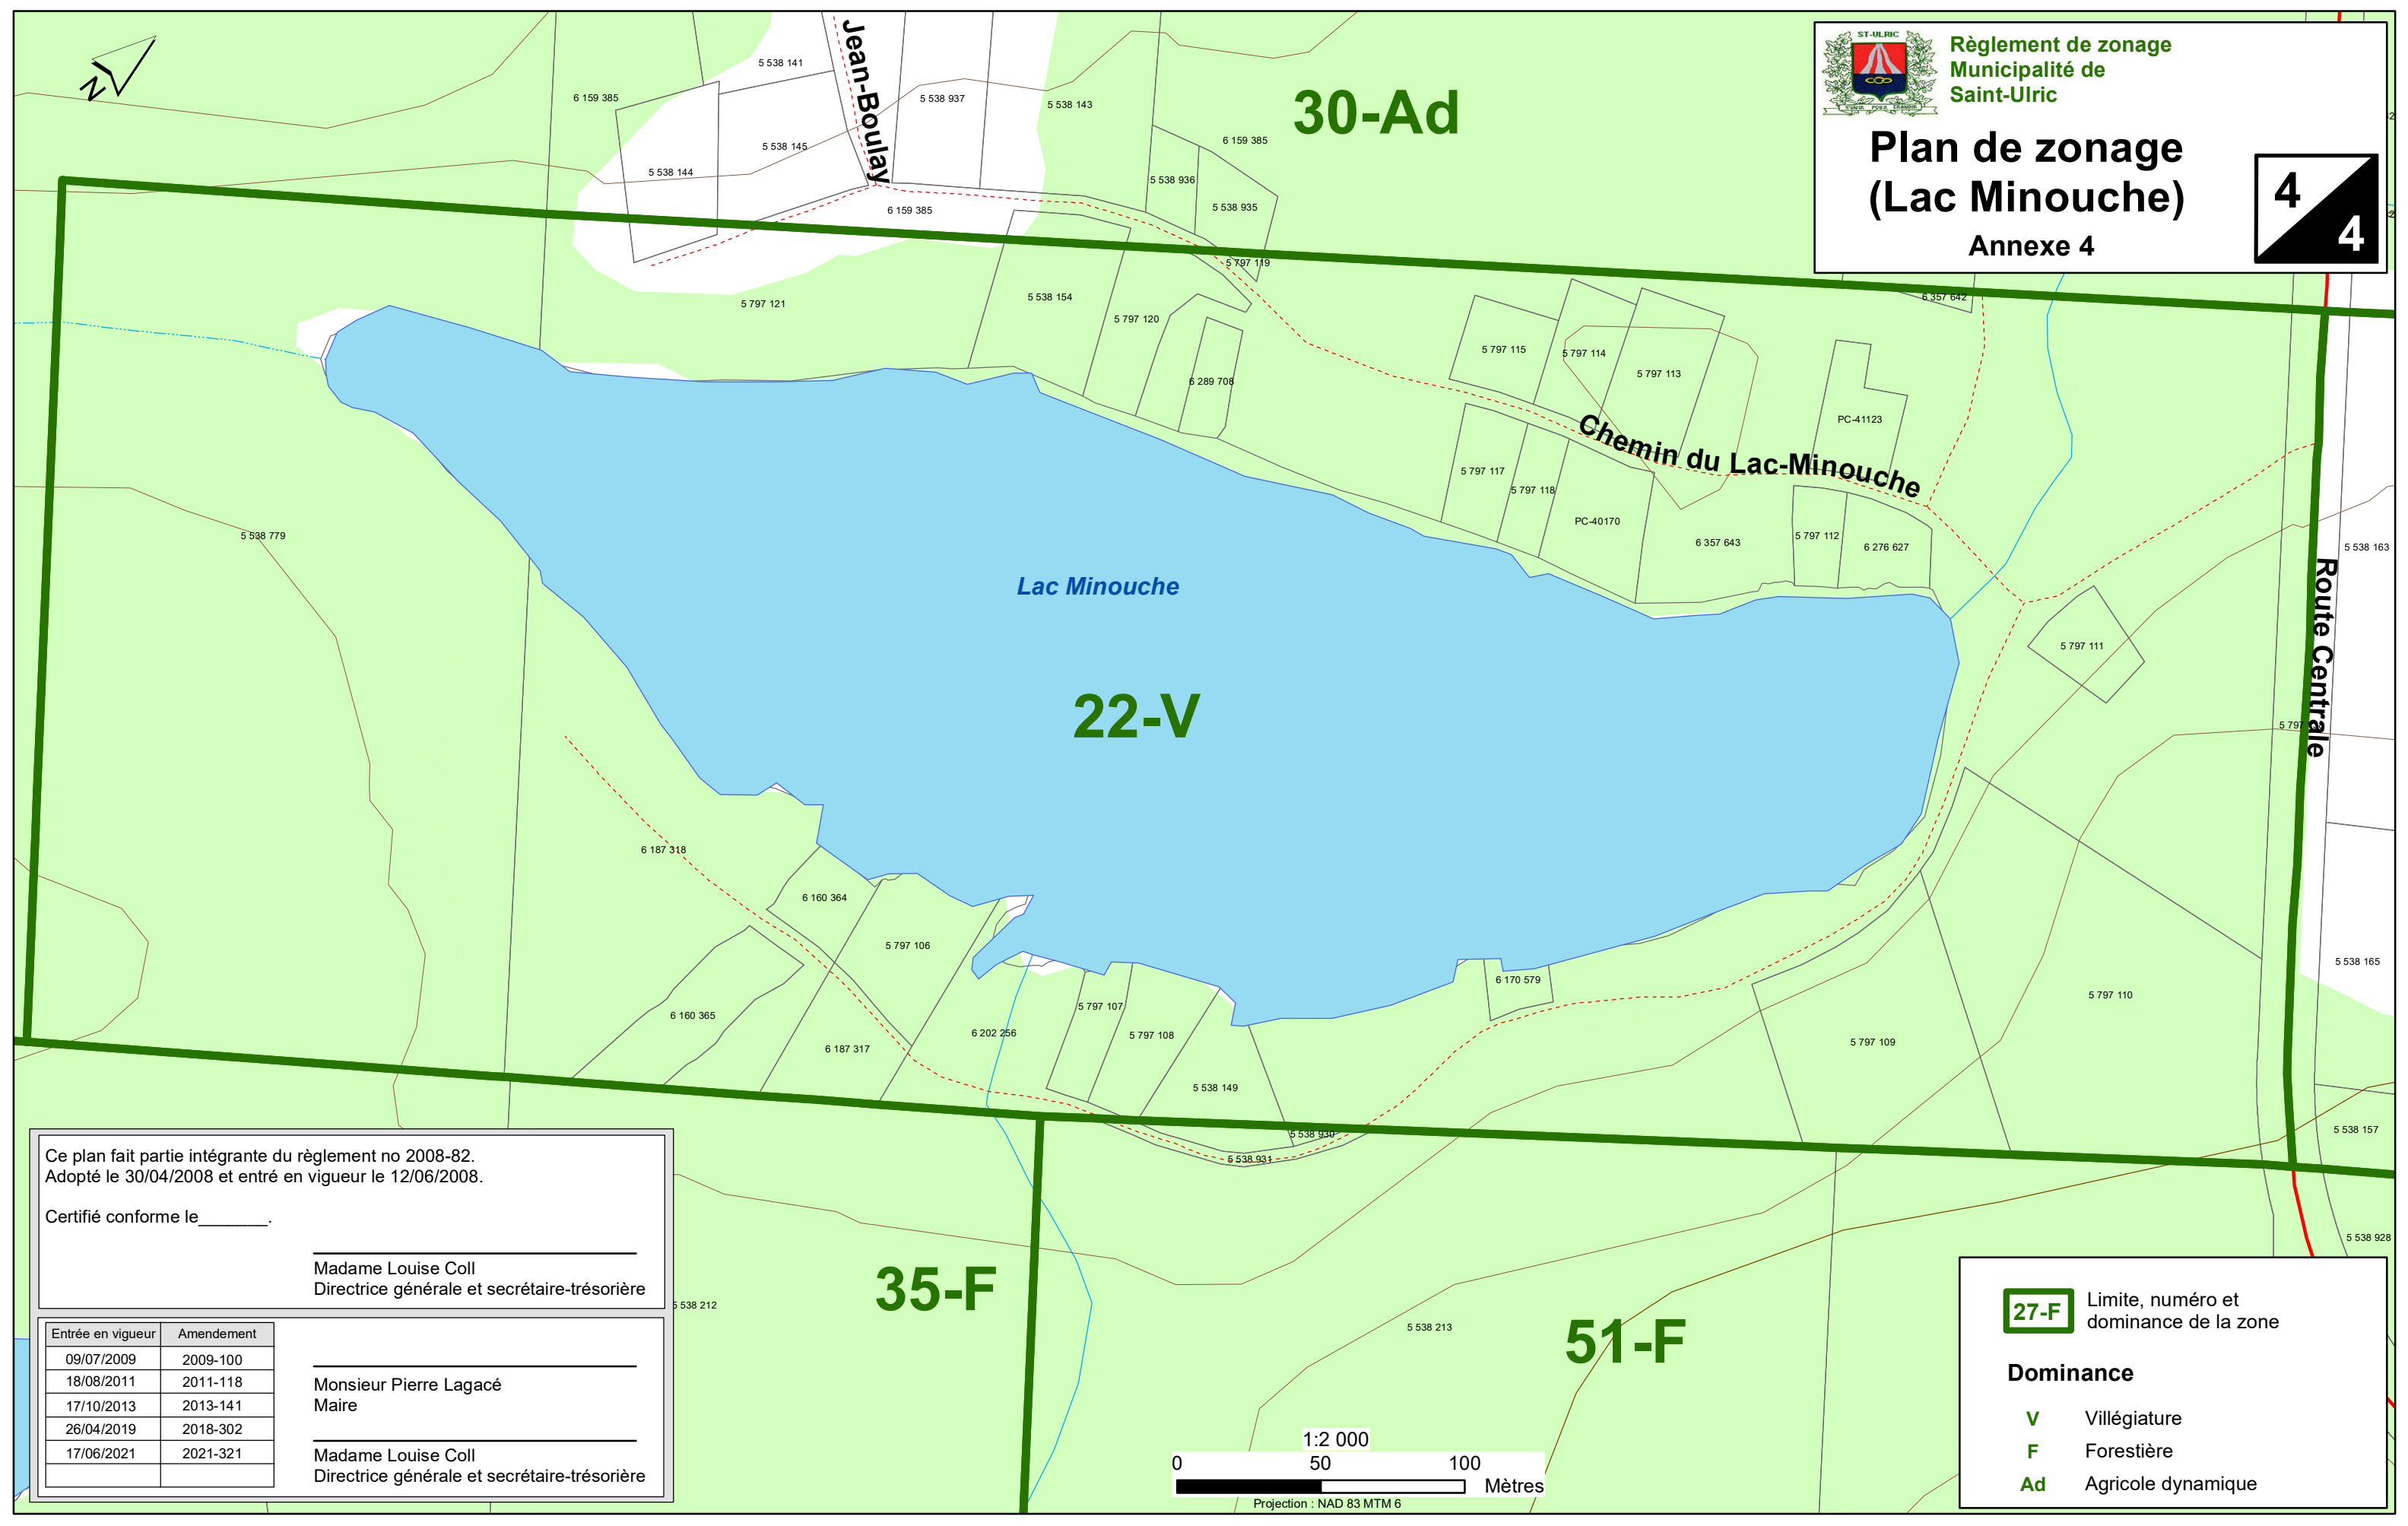 N
ST-ULRIC
Règlement de zonage
Municipalité de
Saint-Ulric
Plan de zonage
(Lac Minouche)
Annexe 4
4
4
Jean-Boulay
30-Ad
5 538 141
6 159 385
5 538 937
5 538 143
5 538 145
5 538 144
6 159 385
5 538 936
5 538 935
6 159 385
5 797 119
5 797 121
5 538 154
5 797 120
6 289 708
6 357 642
5 797 115
5 797 114
5 797 113
PC-41123
Chemin du Lac-Minouche
5 797 117
5 797 118
PC-40170
6 357 643
5 797 112
6 276 627
5 538 779
5 538 163
Lac Minouche
Route Centrale
5 797 111
22-V
5 797
6 187 318
6 160 364
5 797 106
6 160 365
6 187 317
6 202 256
5 797 107
5 797 108
5 538 149
6 170 579
5 797 109
5 797 110
5 538 165
5 538 930
5 538 931
5 538 157
5 538 928
35-F
51-F
5 538 212
5 538 213
Ce plan fait partie intégrante du règlement no 2008-82.
Adopté le 30/04/2008 et entré en vigueur le 12/06/2008.
Certifié conforme le_______.
Madame Louise Coll
Directrice générale et secrétaire-trésorière
Entrée en vigueur Amendement
09/07/2009 2009-100
18/08/2011 2011-118
17/10/2013 2013-141
26/04/2019 2018-302
17/06/2021 2021-321
Monsieur Pierre Lagacé
Maire
Madame Louise Coll
Directrice générale et secrétaire-trésorière
1:2 000
0 50 100
Mètres
Projection : NAD 83 MTM 6
27-F
Limite, numéro et
dominance de la zone
Dominance
V Villégiature
F Forestière
Ad Agricole dynamique